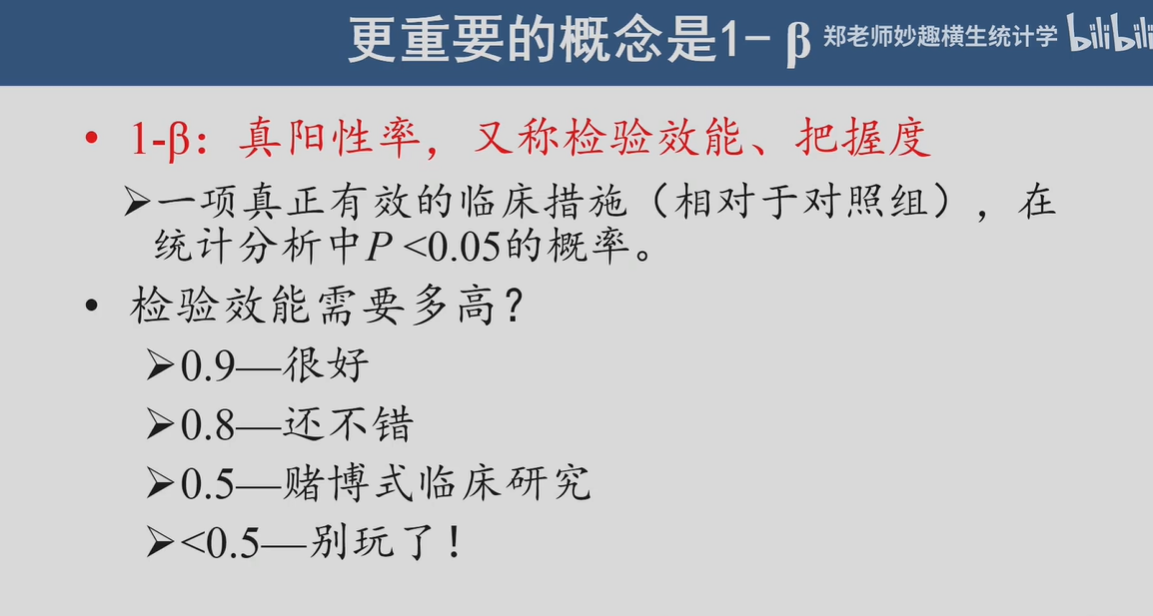 更重要的概念是1- β
郑老师妙趣横生统计学 bilibili
• 1-β：真阳性率，又称检验效能、把握度
➢一项真正有效的临床措施（相对于对照组），在
统计分析中P <0.05的概率。
• 检验效能需要多高？
➢0.9—很好
➢0.8—还不错
➢0.5—赌博式临床研究
➢<0.5—别玩了！